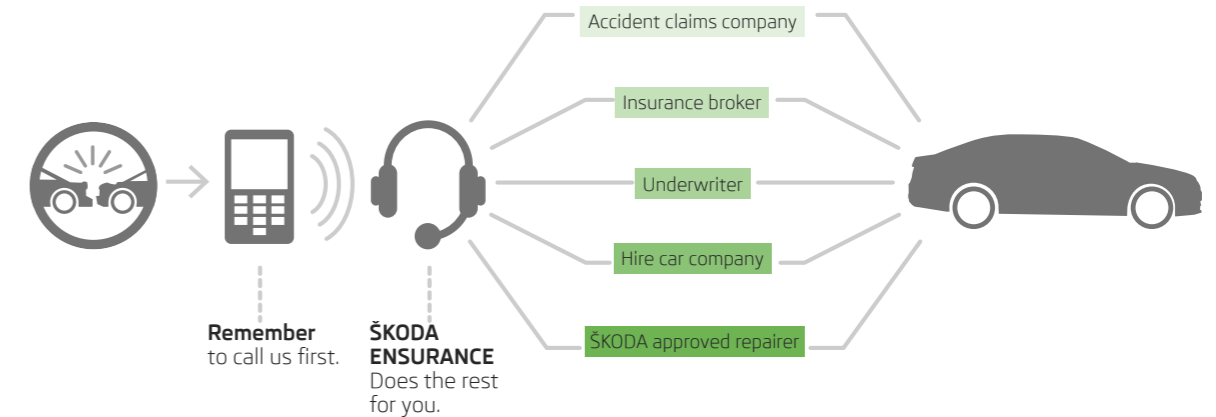 Accident claims company
Insurance broker
Underwriter
Hire car company
ŠKODA approved repairer
Remember
to call us first.
ŠKODA
ENSURANCE
Does the rest
for you.